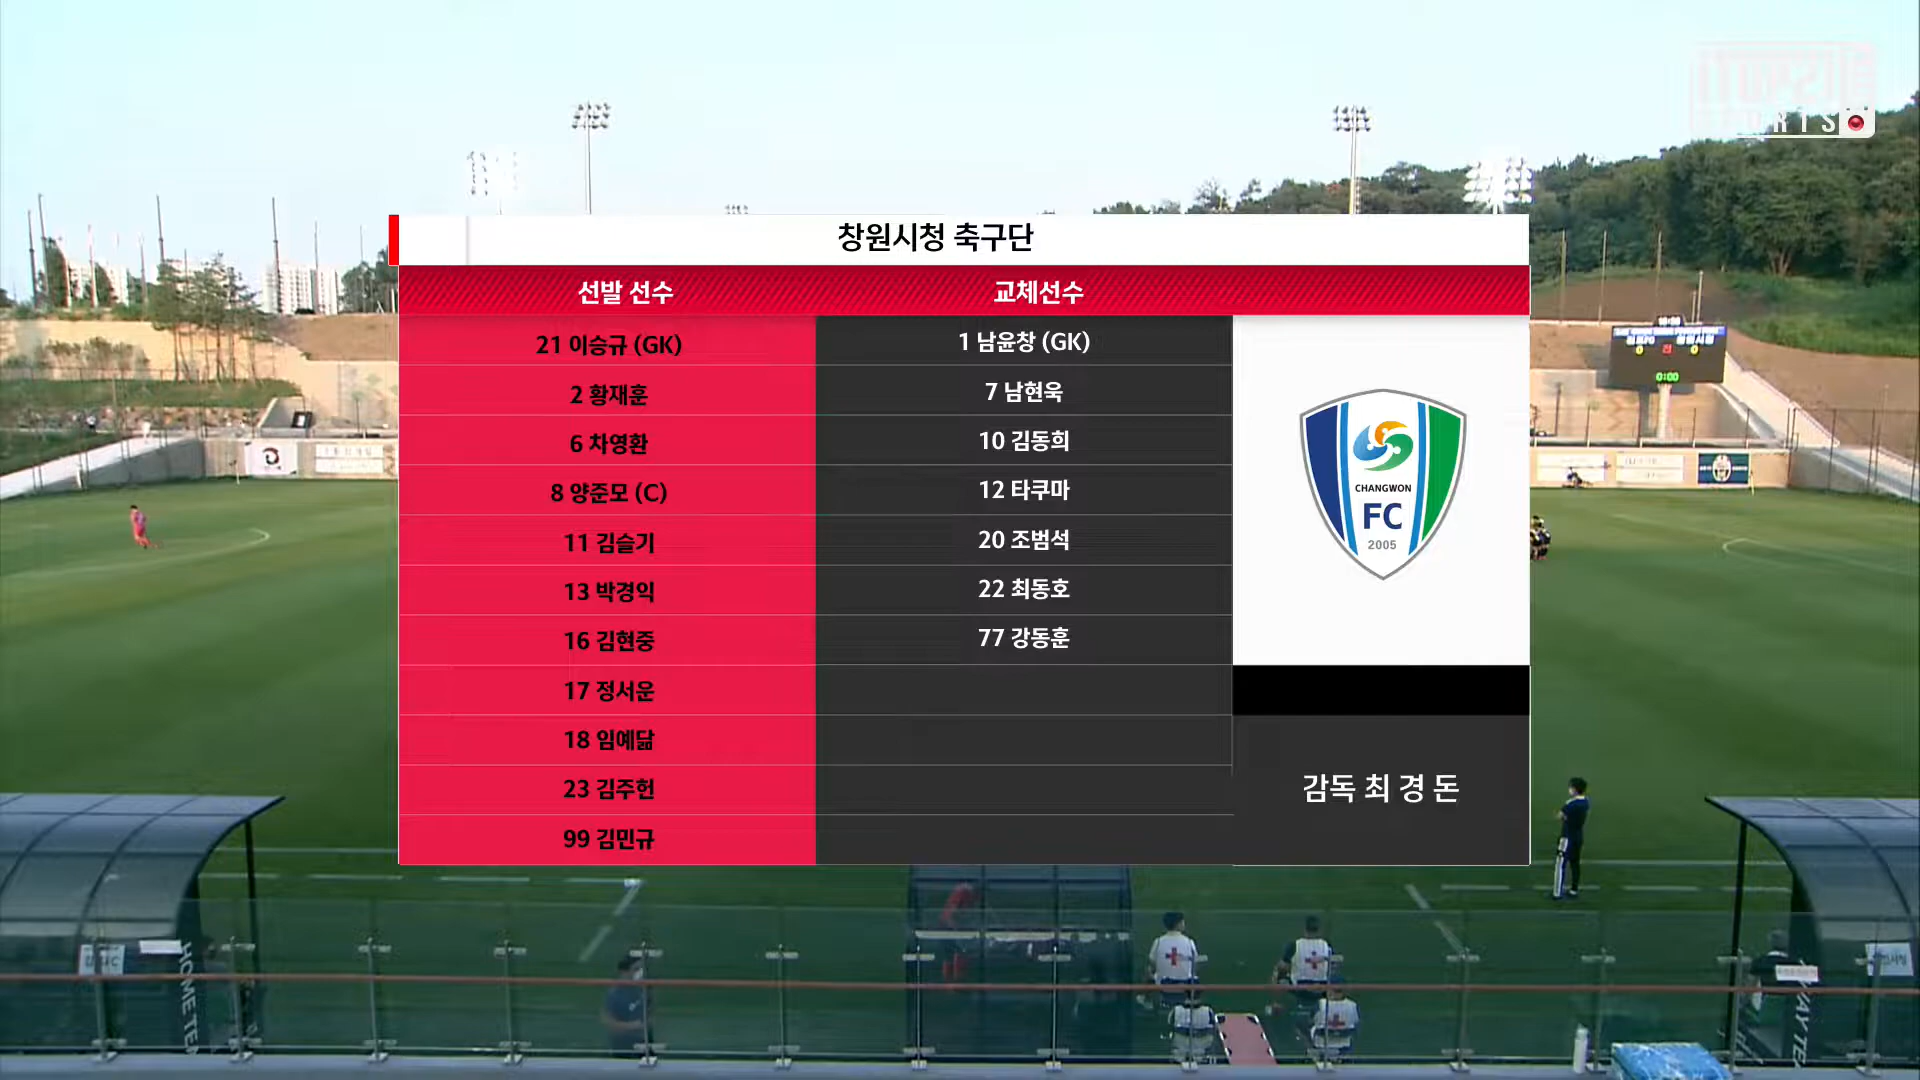 창원시청 축구단
선발 선수
교체선수
21 이승규 (GK)
2 황재훈
6 차영환
8 양준모 (C)
11 김슬기
13 박경익
16 김현중
17 정서운
18 임예닮
23 김주헌
99 김민규
1 남윤창 (GK)
7 남현욱
10 김동희
12 타쿠마
20 조범석
22 최동호
77 강동훈
CHANGWON
FC
2005
감독 최 경 돈
0:00
HOME TE